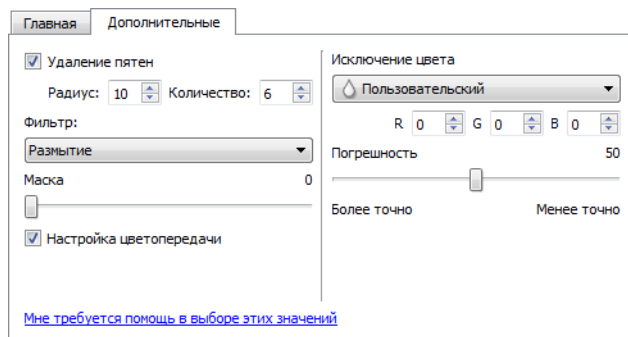 Главная Дополнительные
Удаление пятен
Радиус: 10 Количество: 6
Фильтр:
Размытие
Маска 0
Настройка цветопередачи
Исключение цвета
Пользовательский
R 0 G 0 B 0
Погрешность 50
Более точно Менее точно
Мне требуется помощь в выборе этих значений